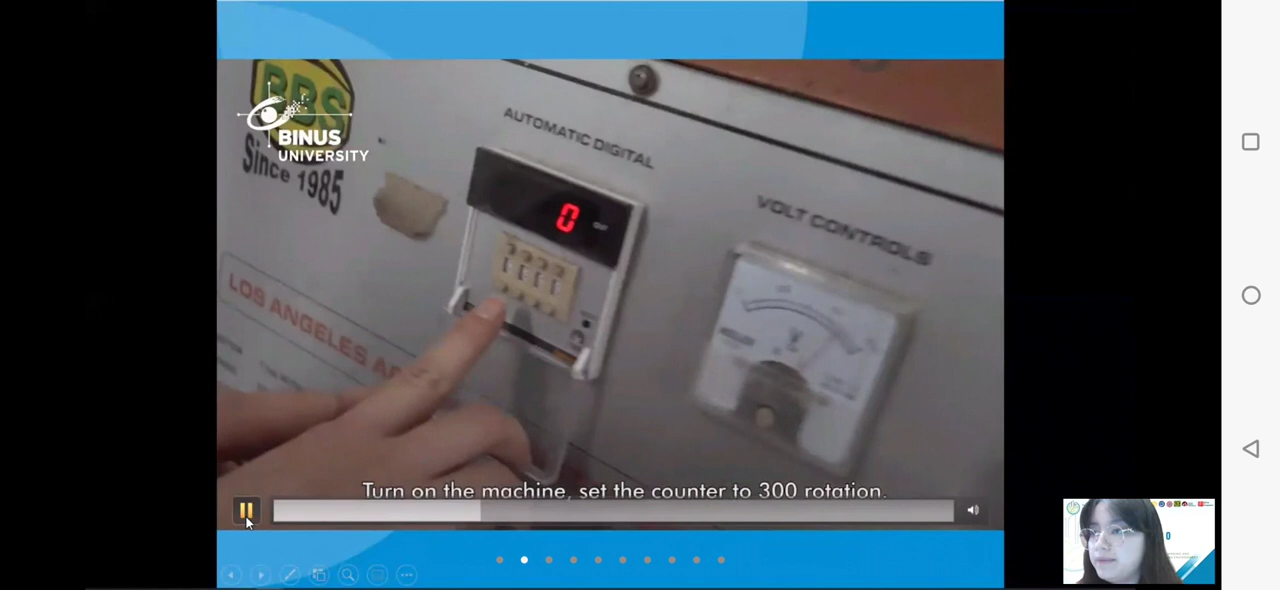 BBS
BINUS
UNIVERSITY
Since 1985
AUTOMATIC DIGITAL
0
VOLT CONTROLS
LOS ANGELES
Turn on the machine, set the counter to 300 rotation.